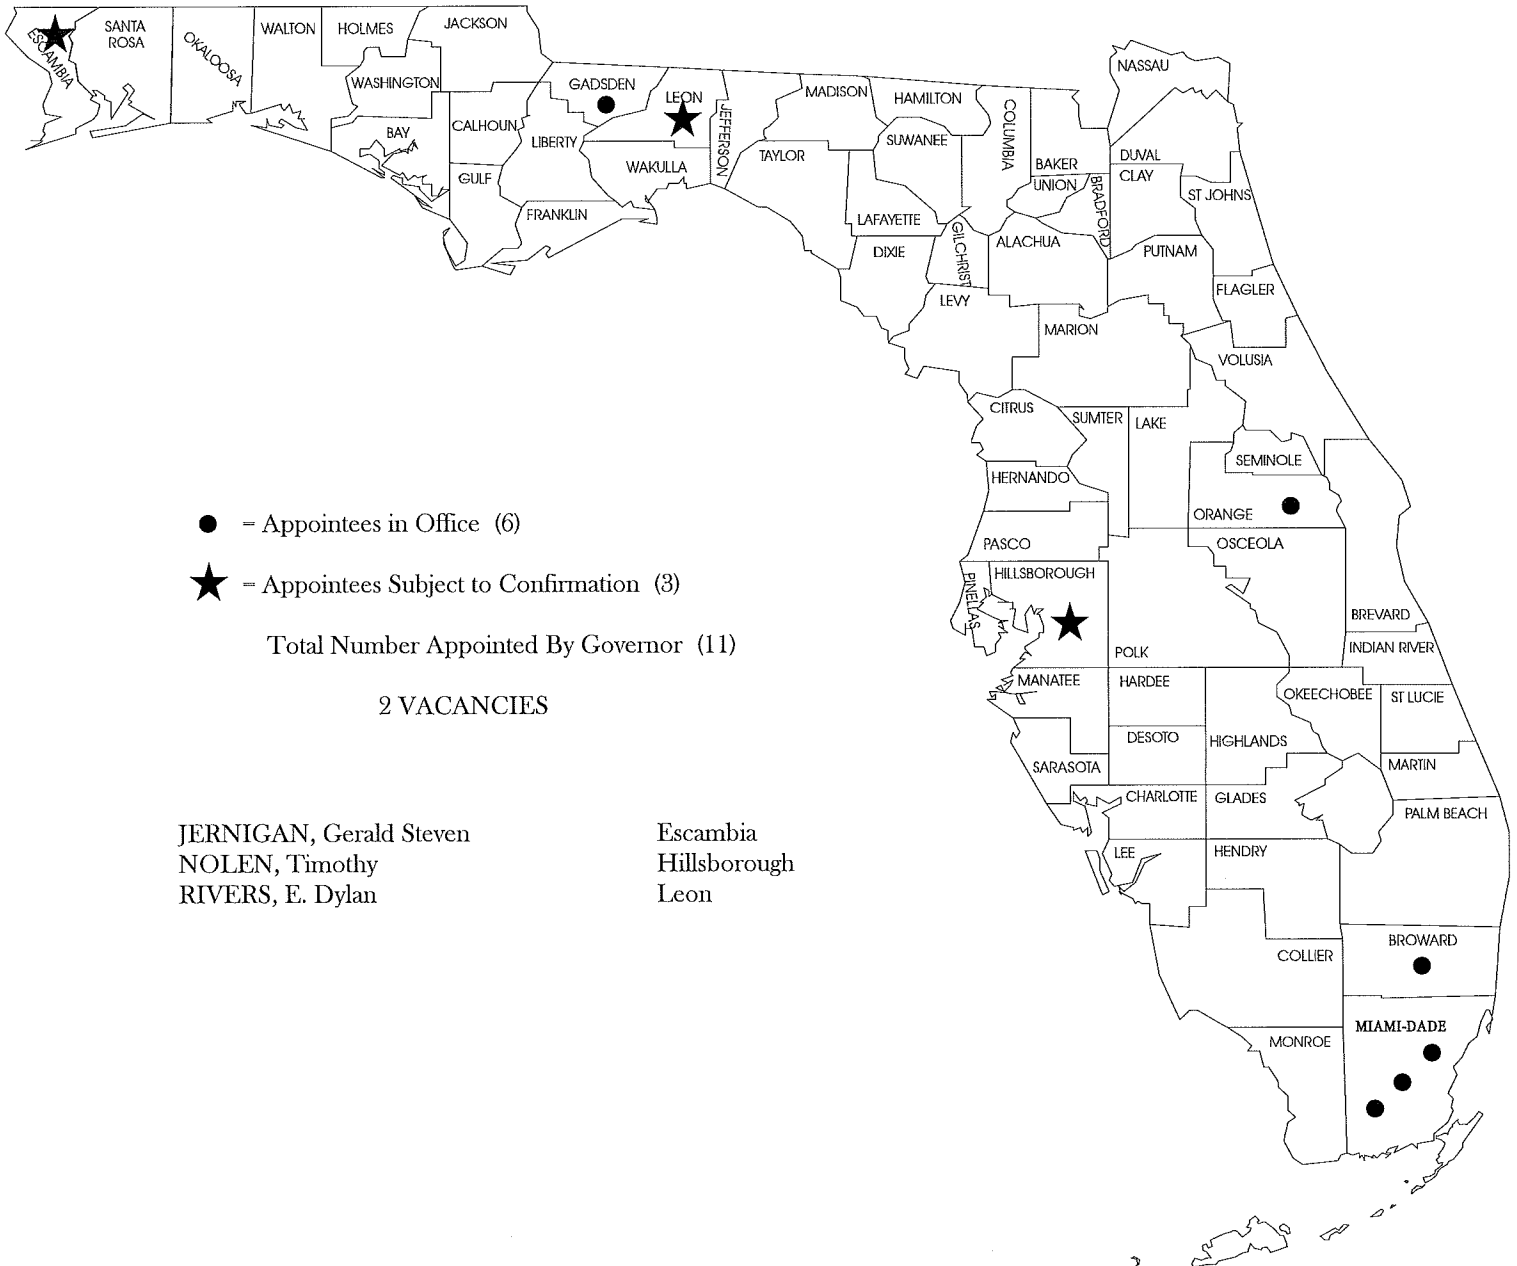 ESCAMBIA
SANTA
ROSA
OKALOOSA
WALTON
HOLMES
JACKSON
WASHINGTON
BAY
CALHOUN
GULF
GADSDEN
LIBERTY
FRANKLIN
LEON
WAKULLA
JEFFERSON
TAYLOR
MADISON
HAMILTON
SUWANEE
LAFAYETTE
DIXIE
COLUMBIA
GILCHRIST
LEVY
BAKER
UNION
BRADFORD
ALACHUA
NASSAU
DUVAL
CLAY
ST JOHNS
PUTNAM
FLAGLER
MARION
VOLUSIA
CITRUS
SUMTER
LAKE
SEMINOLE
HERNANDO
ORANGE
PASCO
OSCEOLA
PINELLAS
HILLSBOROUGH
POLK
BREVARD
INDIAN RIVER
MANATEE
HARDEE
OKEECHOBEE
ST LUCIE
DESOTO
HIGHLANDS
SARASOTA
MARTIN
CHARLOTTE
GLADES
PALM BEACH
LEE
HENDRY
COLLIER
BROWARD
MIAMI-DADE
MONROE
= Appointees in Office (6)
= Appointees Subject to Confirmation (3)
Total Number Appointed By Governor (11)
2 VACANCIES
JERNIGAN, Gerald Steven Escambia
NOLEN, Timothy Hillsborough
RIVERS, E. Dylan Leon